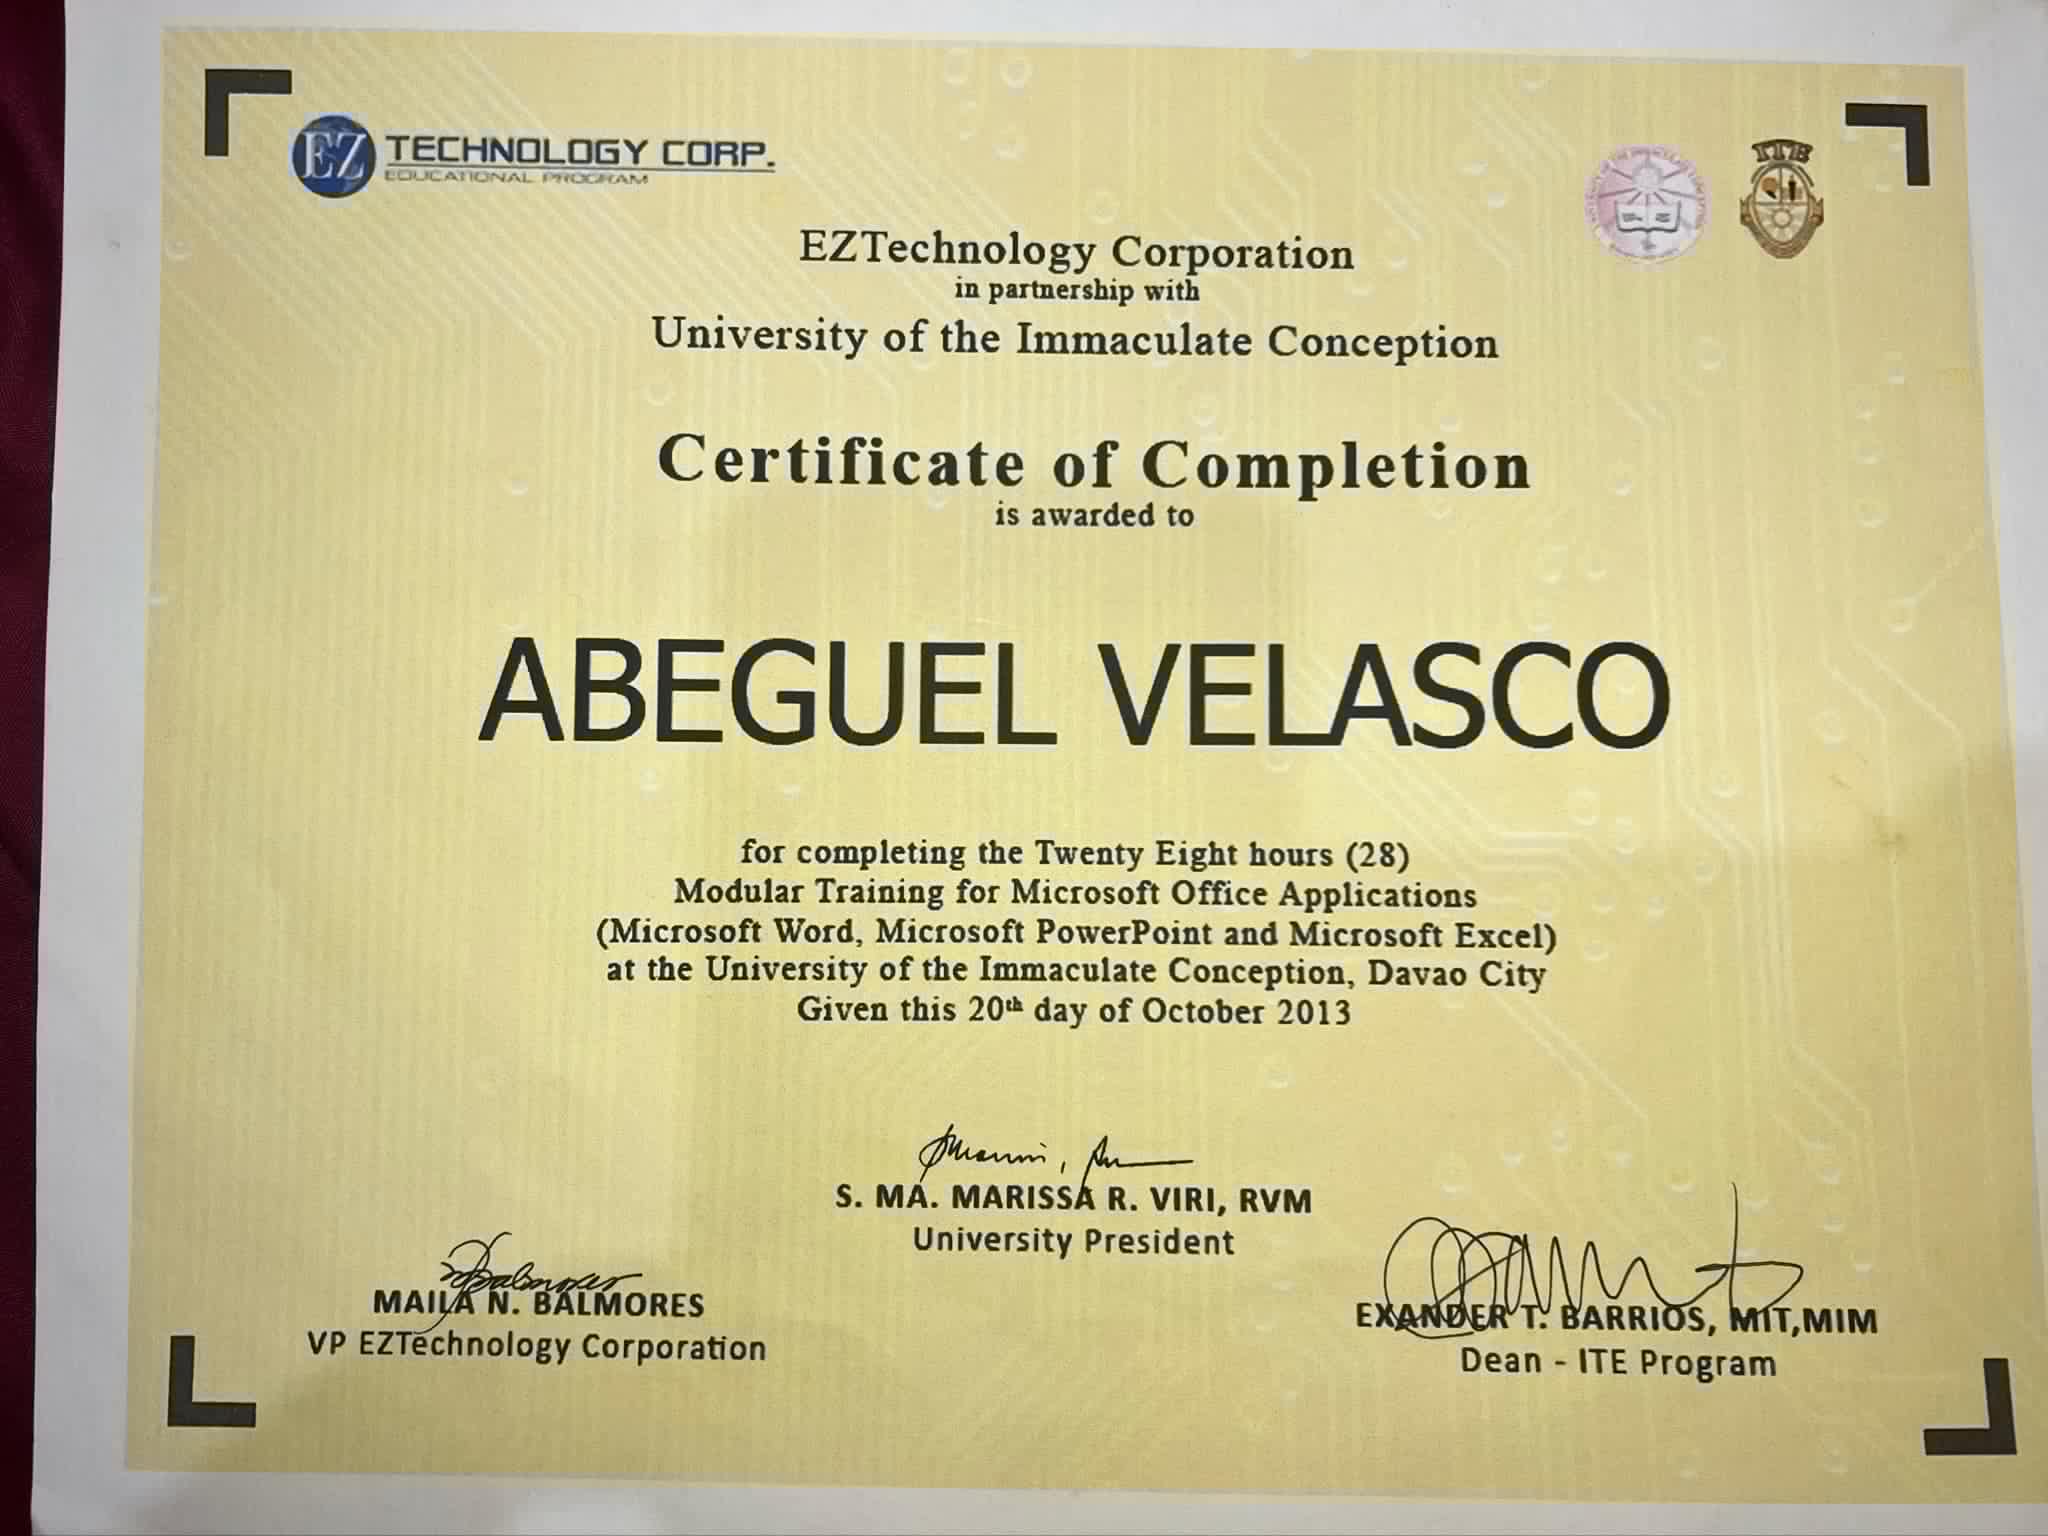 EZ TECHNOLOGY CORP.
EDUCATIONAL PROGRAM
ITE
EZTechnology Corporation
in partnership with
University of the Immaculate Conception
Certificate of Completion
is awarded to
ABEGUEL VELASCO
for completing the Twenty Eight hours (28)
Modular Training for Microsoft Office Applications
(Microsoft Word, Microsoft PowerPoint and Microsoft Excel)
at the University of the Immaculate Conception, Davao City
Given this 20th day of October 2013
S. MA. MARISSA R. VIRI, RVM
University President
MAILA N. BALMORES
VP EZTechnology Corporation
EXANDER T. BARRIOS, MIT,MIM
Dean - ITE Program